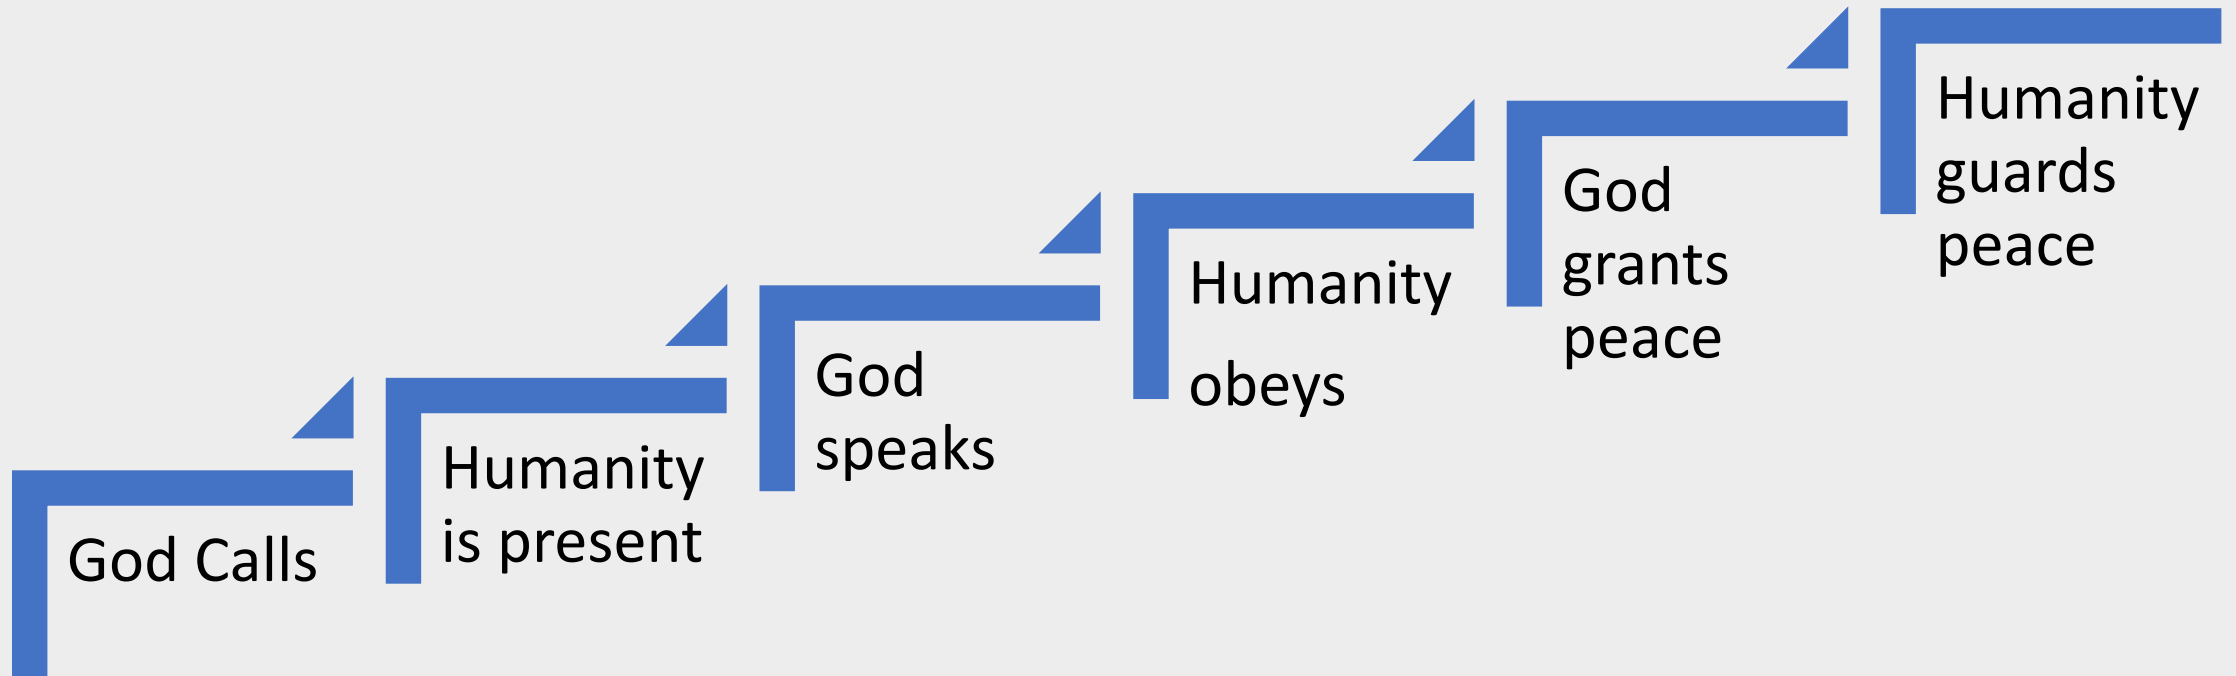 God Calls
Humanity
is present
God
speaks
Humanity
obeys
God
grants
peace
Humanity
guards
peace